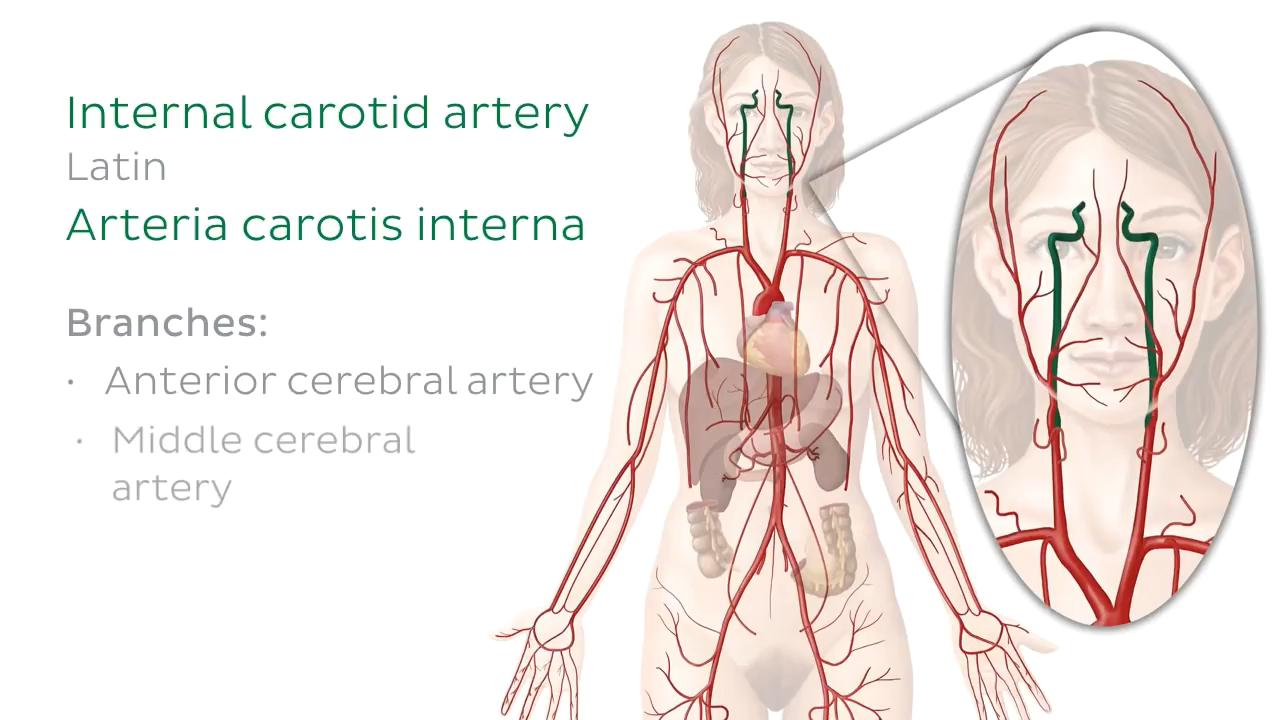 Internal carotid artery
Latin
Arteria carotis interna
Branches:
· Anterior cerebral artery
· Middle cerebral
artery